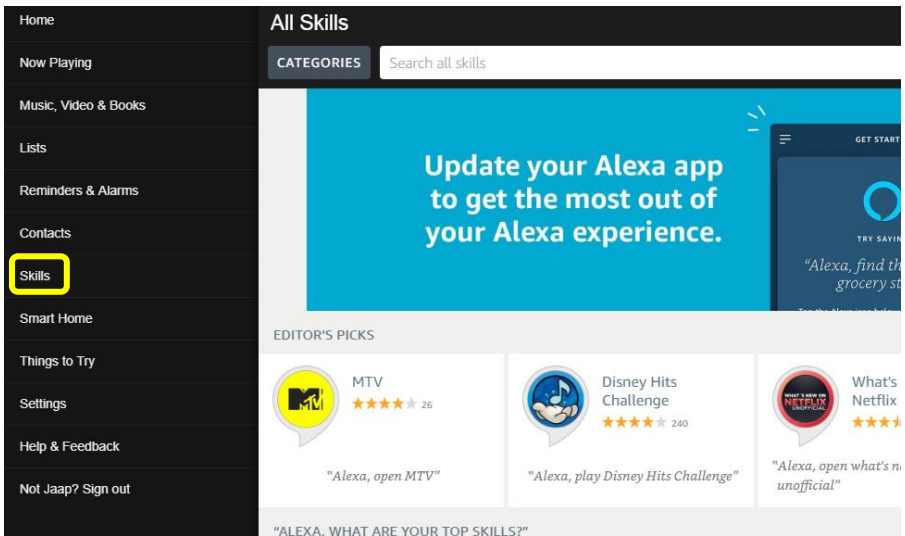 Home
Now Playing
Music, Video & Books
Lists
Reminders & Alarms
Contacts
Skills
Smart Home
Things to Try
Settings
Help & Feedback
Not Jaap? Sign out
All Skills
CATEGORIES
Search all skills
Update your Alexa app
to get the most out of
your Alexa experience.
GET START
TRY SAYIN
"Alexa, find th
grocery st
EDITOR'S PICKS
MTV
26
"Alexa, open MTV"
Disney Hits
Challenge
240
"Alexa, play Disney Hits Challenge"
WHAT'S NEW ON
NETFLIX
UNOFFICIAL
What's
Netflix
"Alexa, open what's n
unofficial"
"ALEXA, WHAT ARE YOUR TOP SKILLS?"